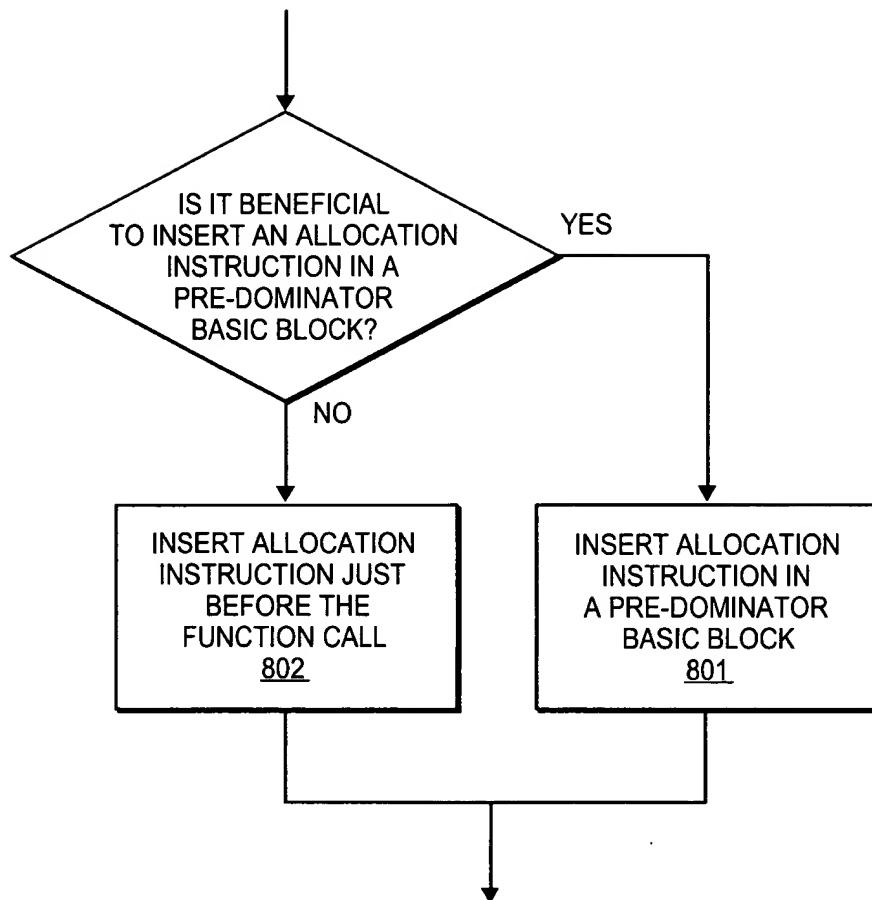 IS IT BENEFICIAL
TO INSERT AN ALLOCATION
INSTRUCTION IN A
PRE-DOMINATOR
BASIC BLOCK?
YES
NO
INSERT ALLOCATION
INSTRUCTION JUST
BEFORE THE
FUNCTION CALL
802
INSERT ALLOCATION
INSTRUCTION IN
A PRE-DOMINATOR
BASIC BLOCK
801